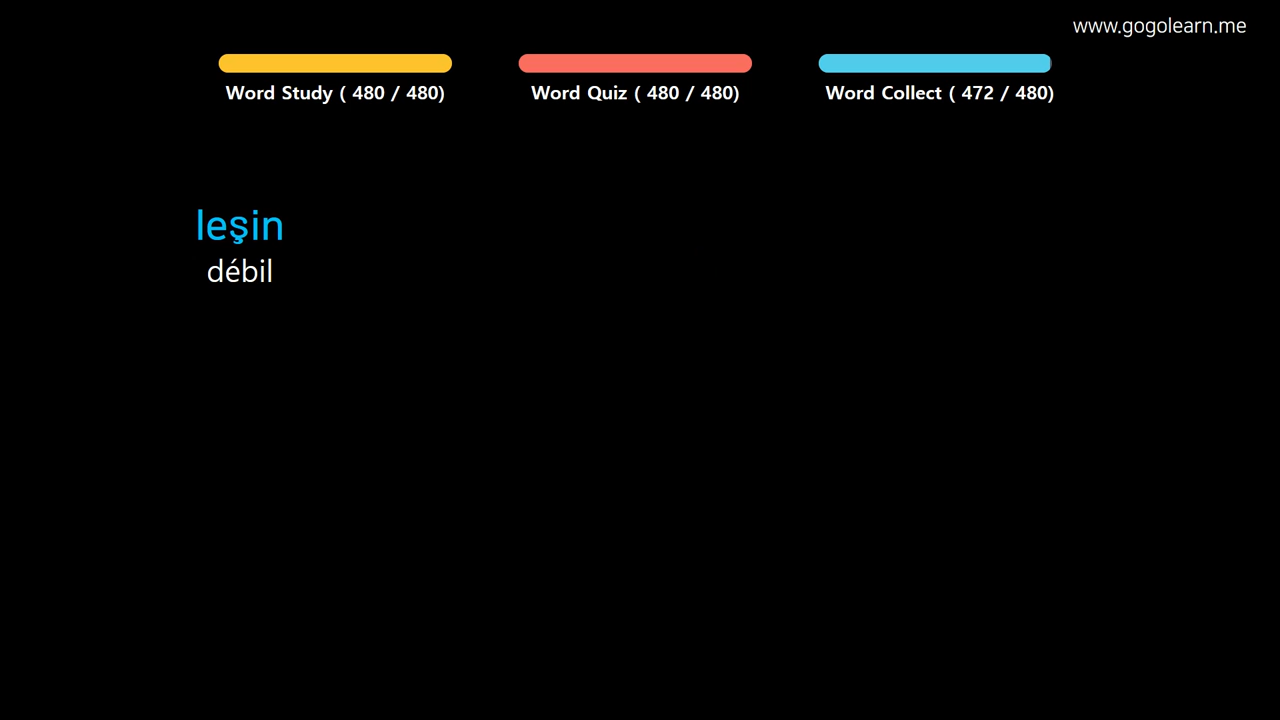 www.gogolearn.me
Word Study ( 480 / 480)
Word Quiz ( 480 / 480)
Word Collect ( 472 / 480)
leşin
débil